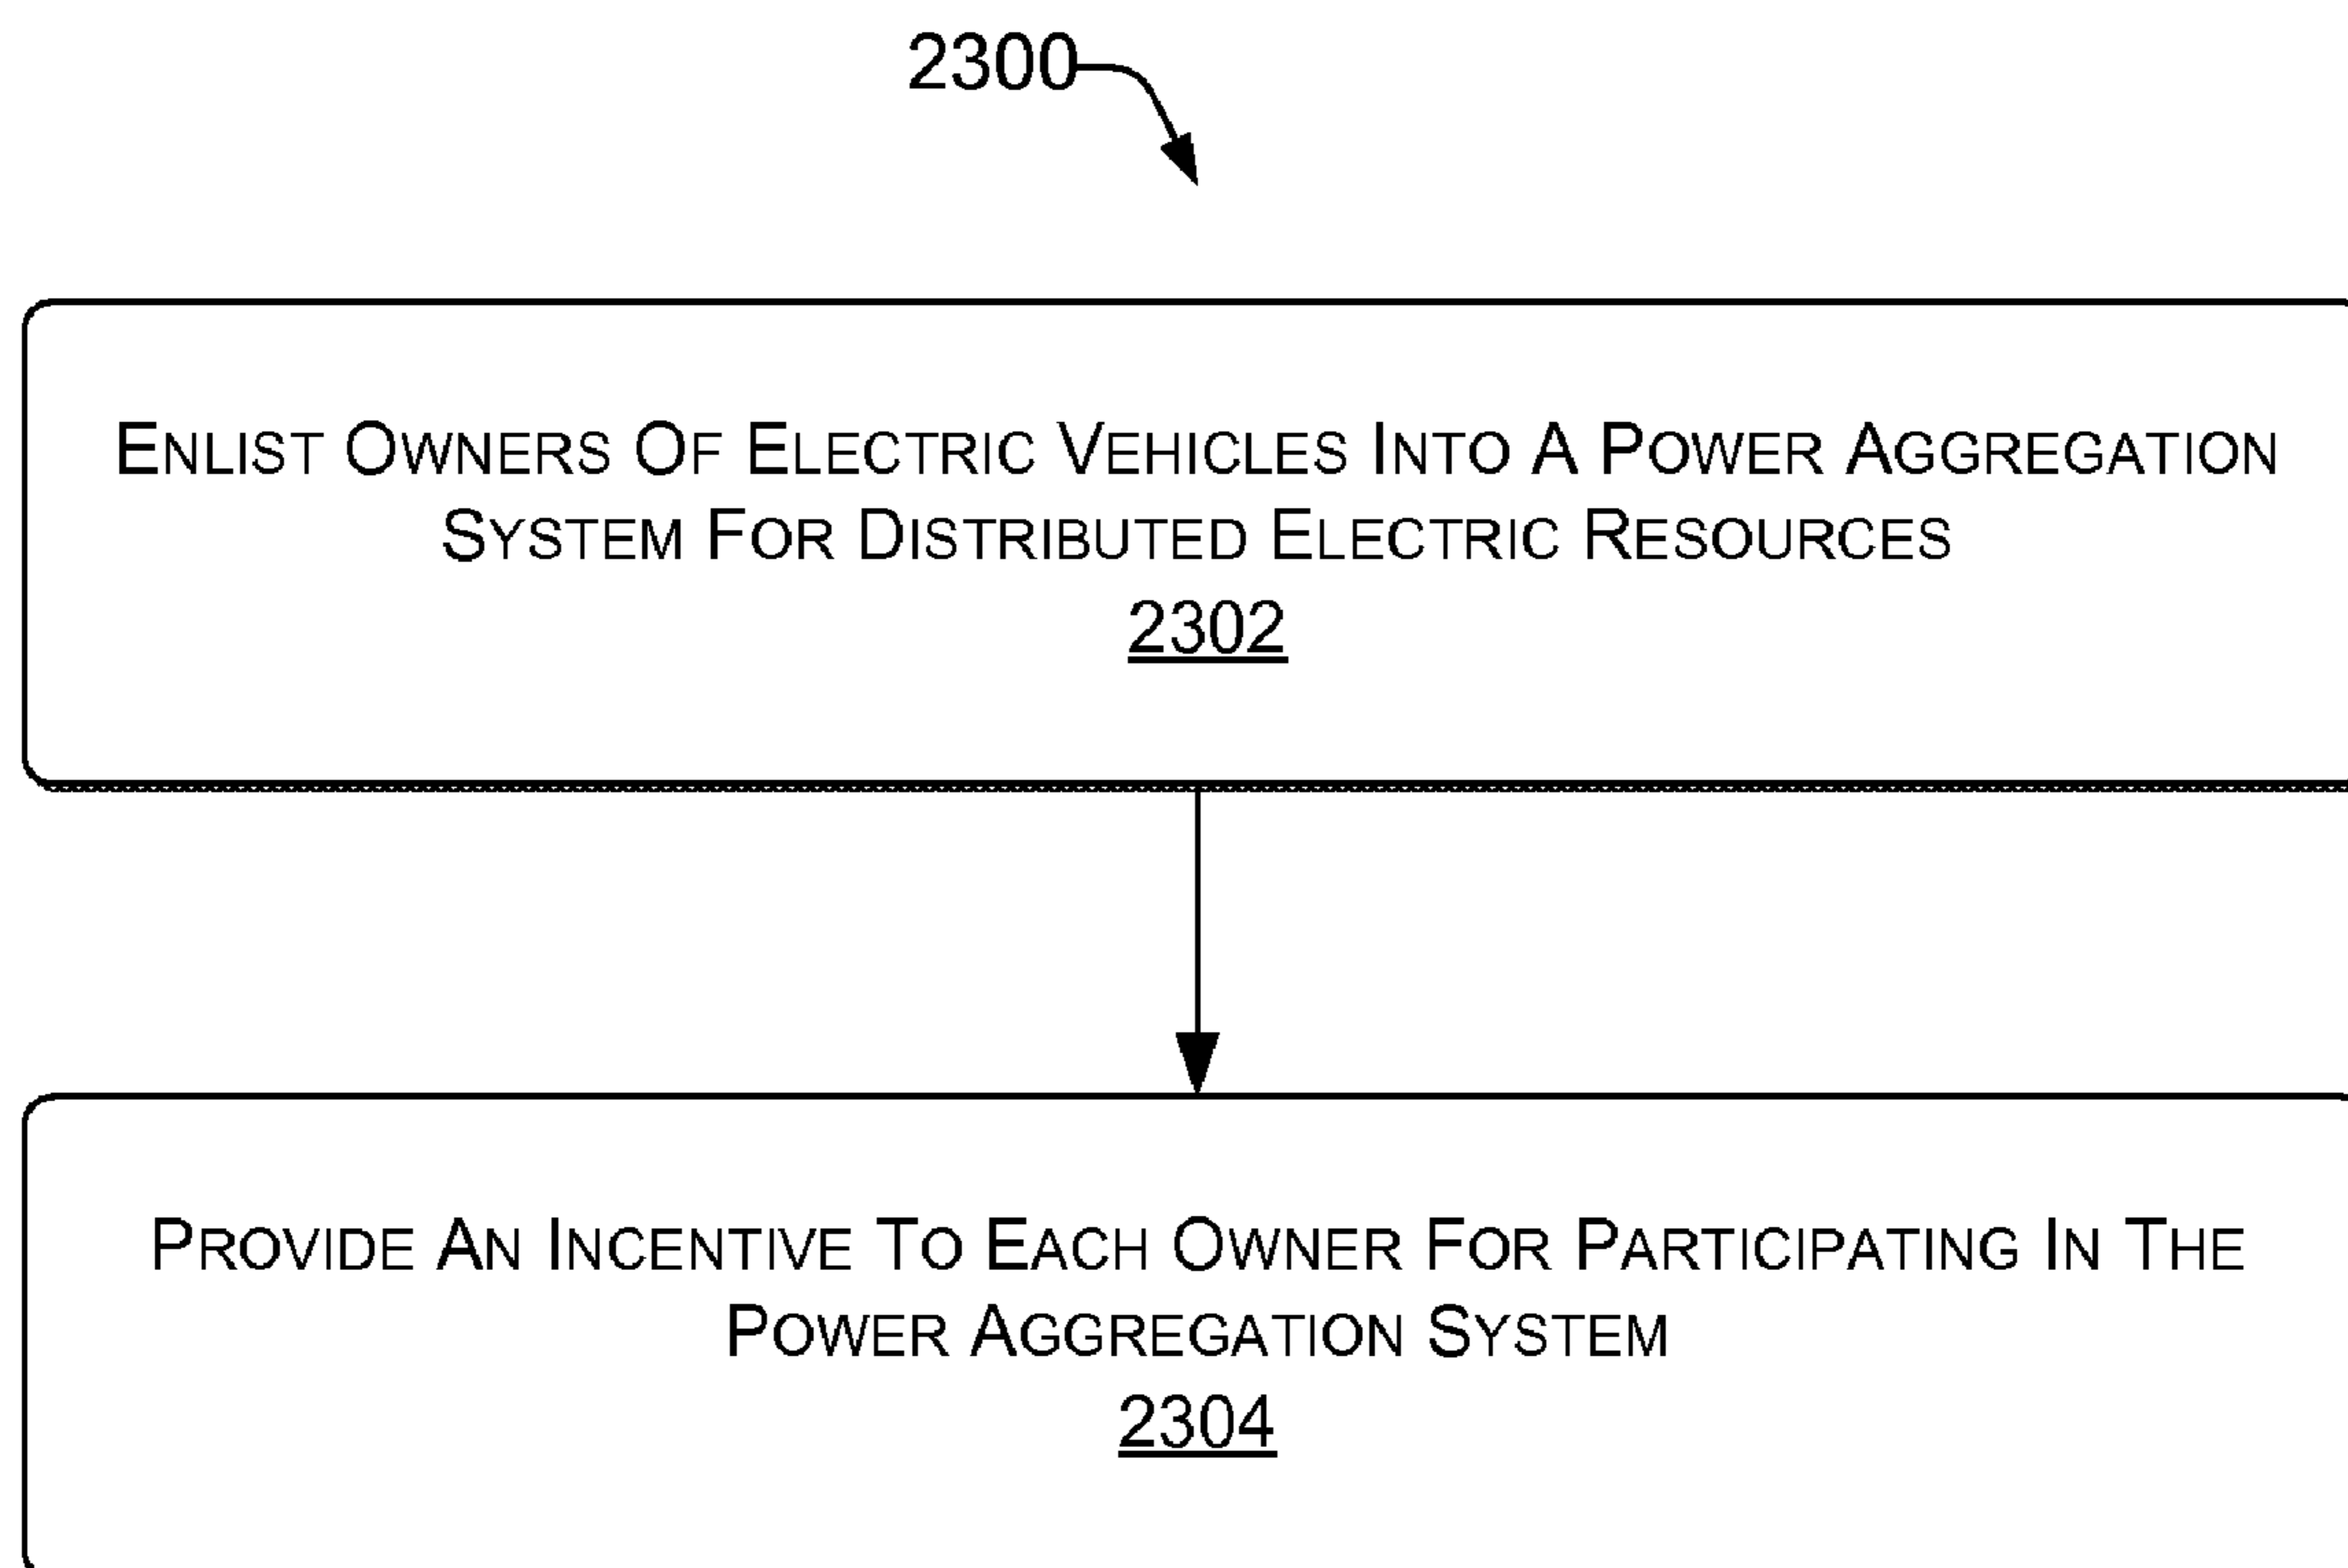 2300
Enlist Owners Of Electric Vehicles Into A Power Aggregation
System For Distributed Electric Resources
2302
Provide An Incentive To Each Owner For Participating In The
Power Aggregation System
2304